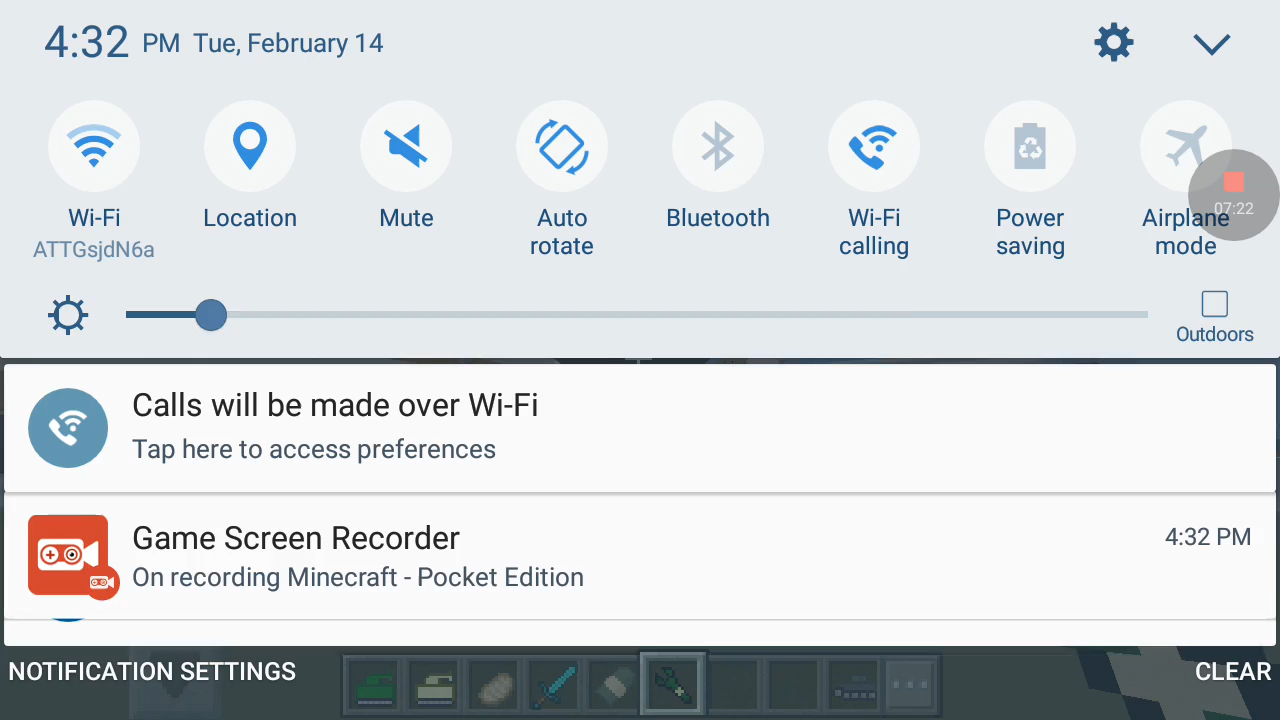 4:32 PM Tue, February 14
Wi-Fi
ATTGsjdN6a
Location
Mute
Auto
rotate
Bluetooth
Wi-Fi
calling
Power
saving
Airplane
mode
07:22
Outdoors
Calls will be made over Wi-Fi
Tap here to access preferences
Game Screen Recorder
4:32 PM
On recording Minecraft - Pocket Edition
NOTIFICATION SETTINGS
CLEAR